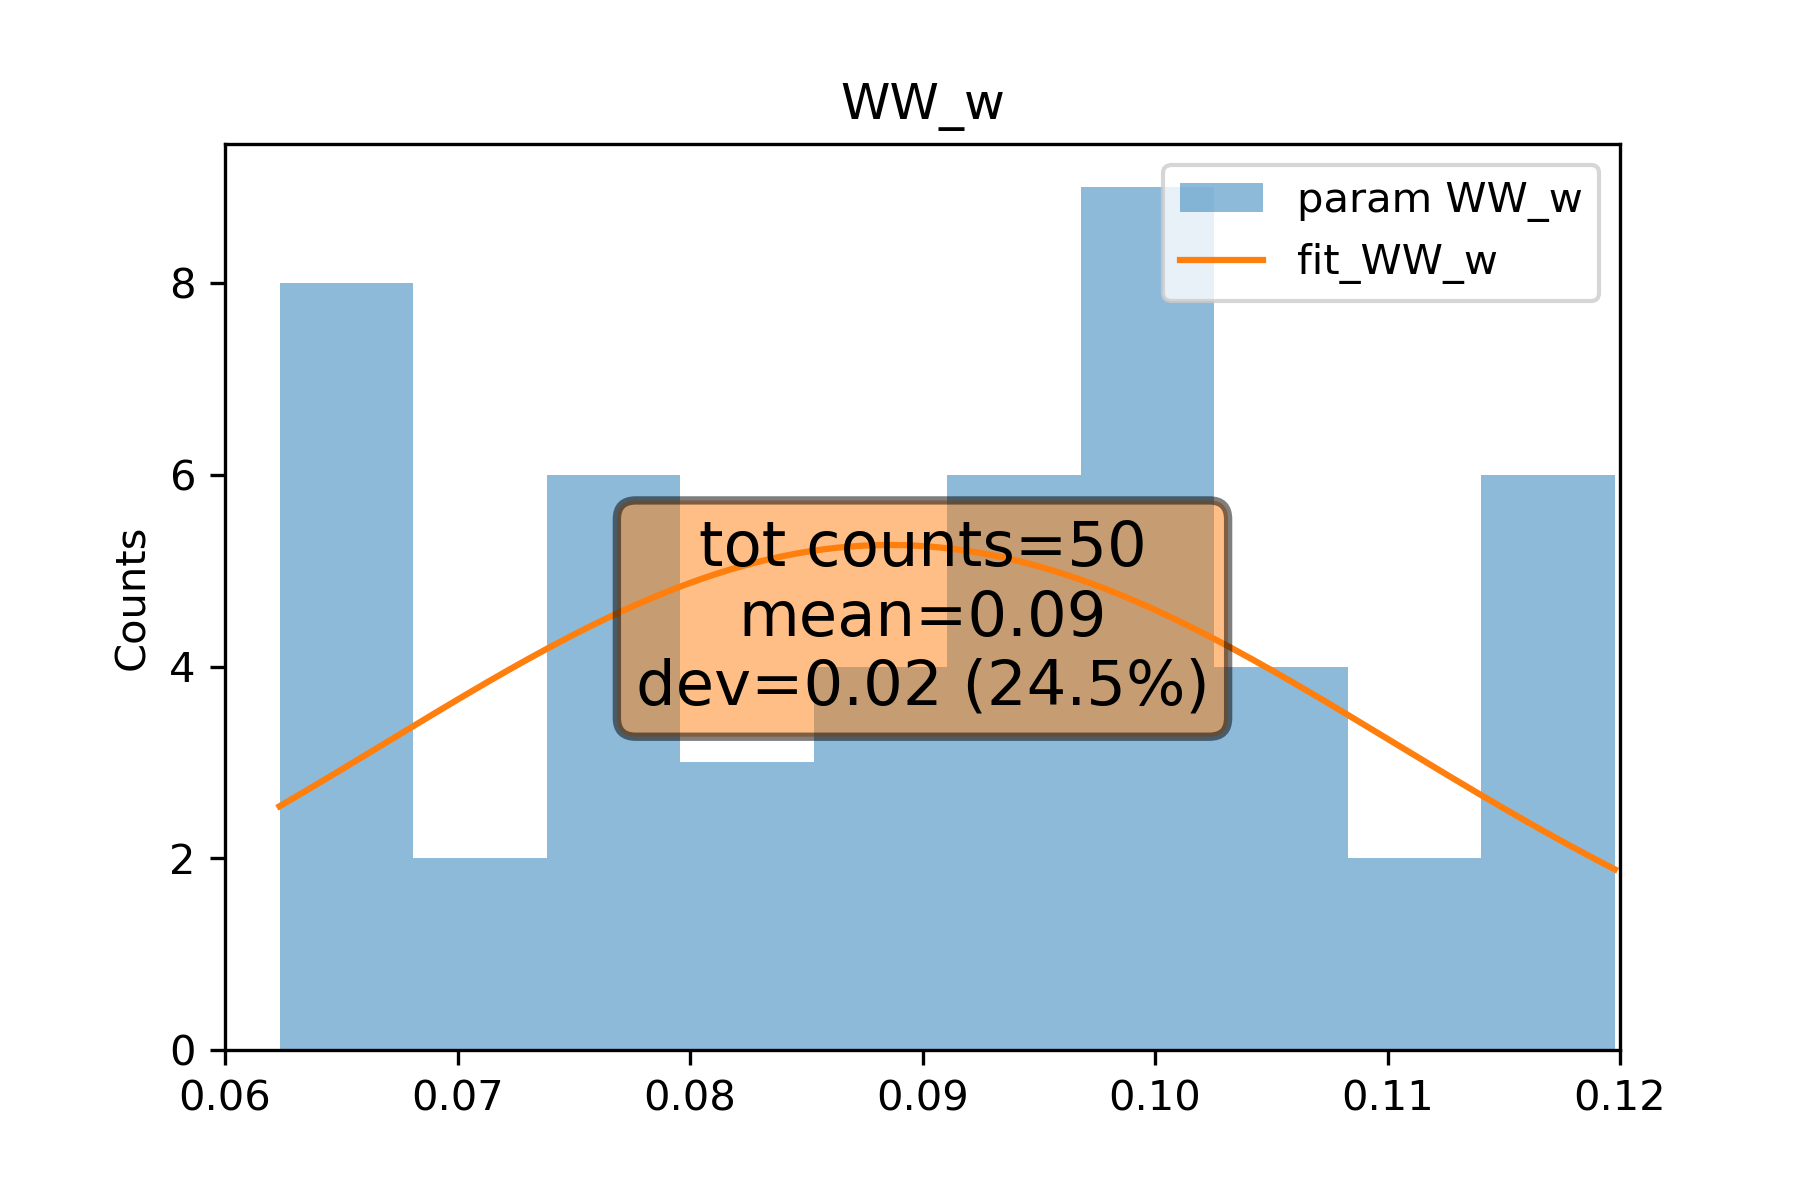 WW_w
param WW_w
fit_WW_w
8
6
4
2
0
Counts
tot counts=50
mean=0.09
dev=0.02 (24.5%)
0.06 0.07 0.08 0.09 0.10 0.11 0.12